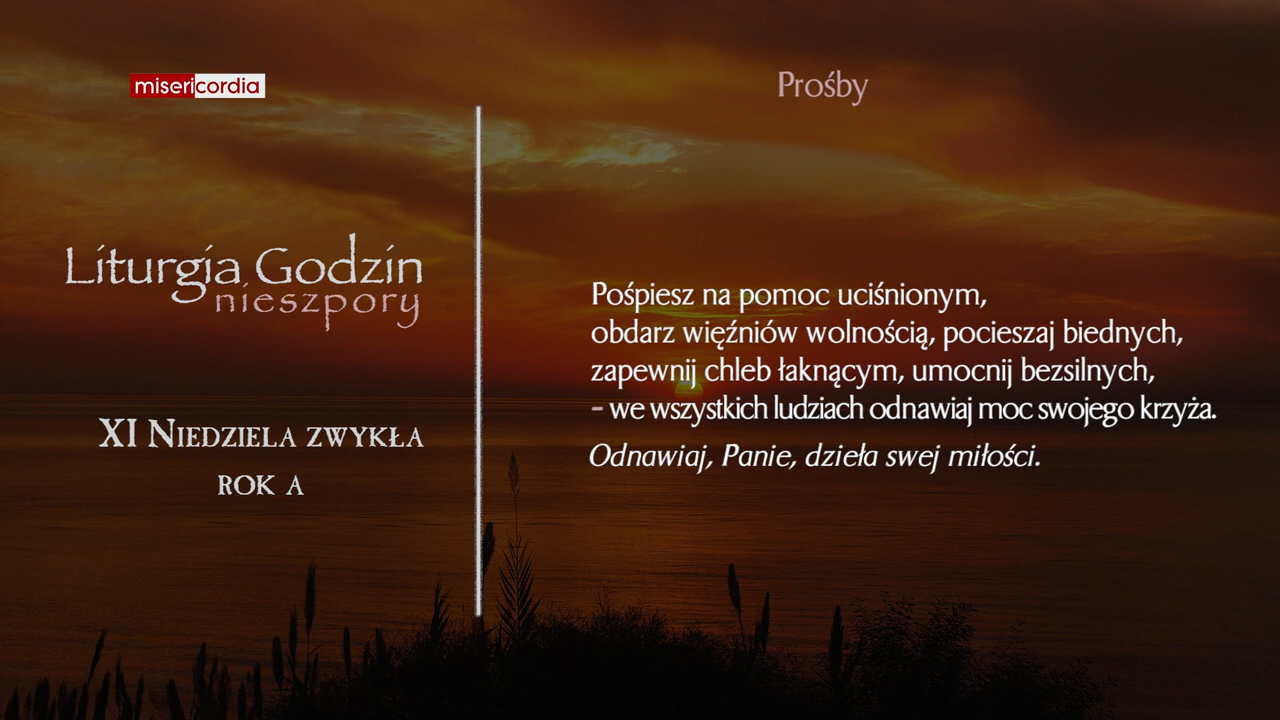 misericordia
Liturgia Godzin
nieszpory
XI Niedziela zwykła
rok A
Prośby
Pośpiesz na pomoc uciśnionym,
obdarz więźniów wolnością, pocieszaj biednych,
zapewnij chleb łaknącym, umocnij bezsilnych,
- we wszystkich ludziach odnawiaj moc swojego krzyża.
Odnawiaj, Panie, dzieła swej miłości.